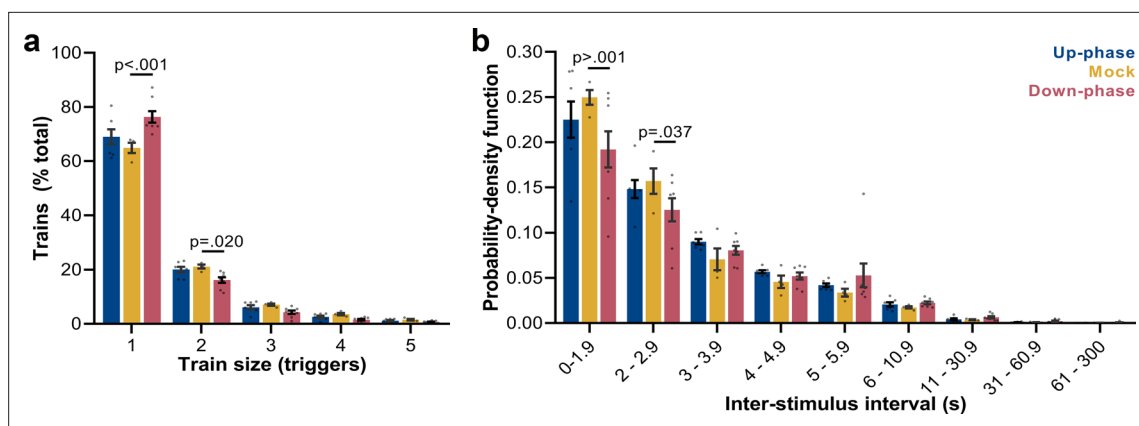 a
Trains (% total)
100
80
60
40
20
0
p<.001
p=.020
1 2 3 4 5
Train size (triggers)
b
Probability-density function
0.30
0.25
0.20
0.15
0.10
0.05
0.00
p>.001
p=.037
Up-phase
Mock
Down-phase
0-1.9
2 - 2.9
3 - 3.9
4 - 4.9
5 - 5.9
6 - 10.9
11 - 30.9
31 - 60.9
61 - 300
Inter-stimulus interval (s)